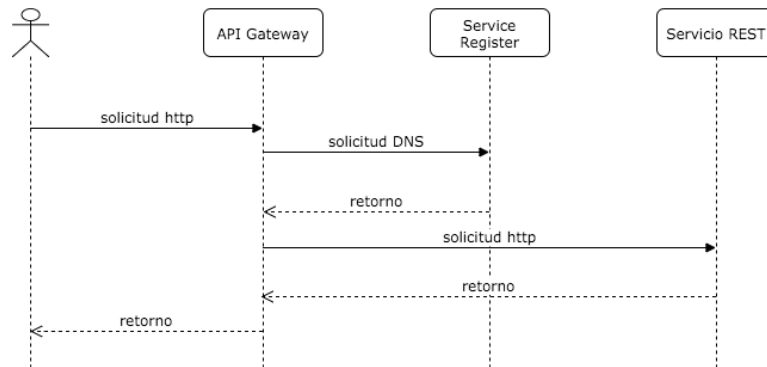 API Gateway
Service
Register
Servicio REST
solicitud http
solicitud DNS
retorno
solicitud http
retorno
retorno